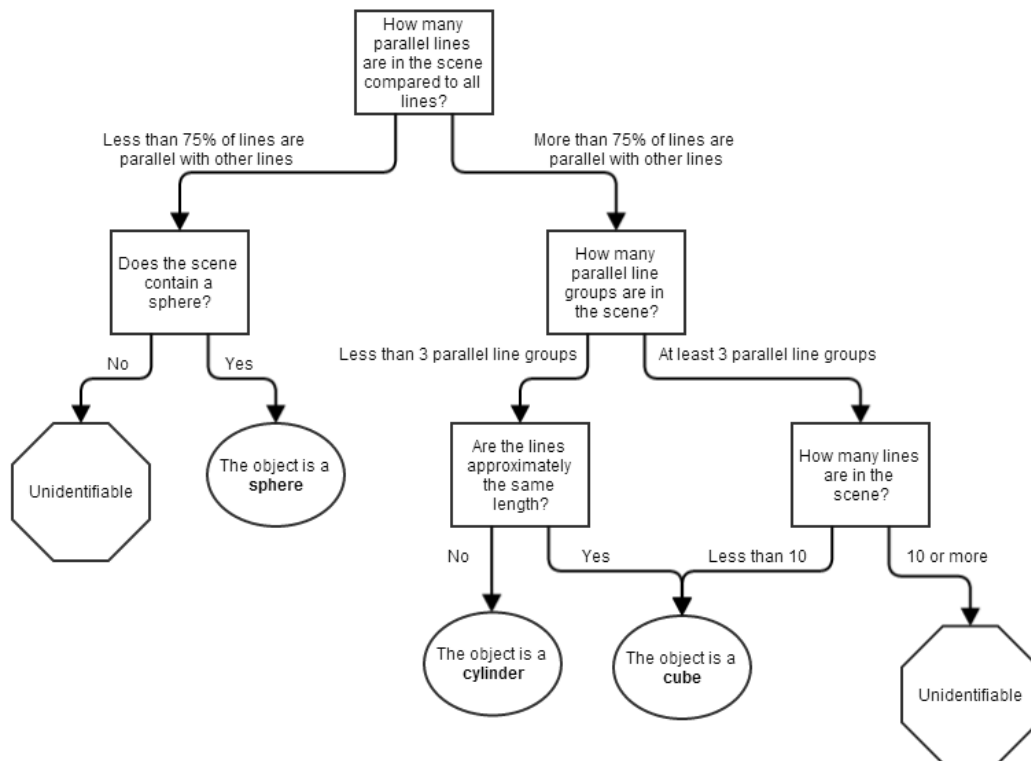 How many
parallel lines
are in the scene
compared to all
lines?
Less than 75% of lines are
parallel with other lines
More than 75% of lines are
parallel with other lines
Does the scene
contain a
sphere?
How many
parallel line
groups are in
the scene?
No
Yes
Less than 3 parallel line groups
At least 3 parallel line groups
Unidentifiable
The object is a
sphere
Are the lines
approximately
the same
length?
How many lines
are in the
scene?
No
Yes
Less than 10
10 or more
The object is a
cylinder
The object is a
cube
Unidentifiable